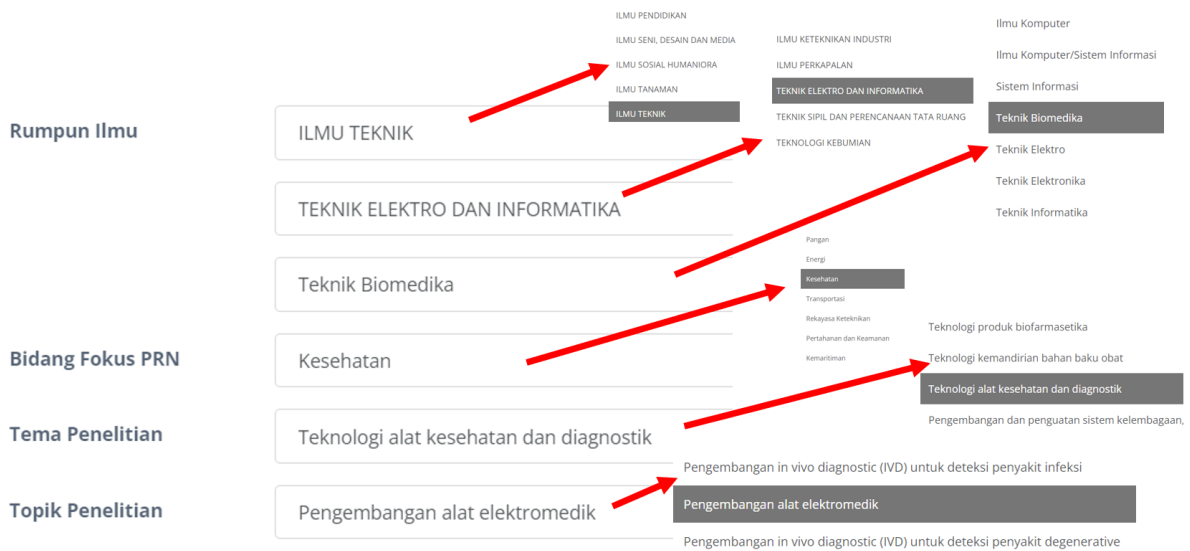 ILMU PENDIDIKAN
ILMU SENI, DESAIN DAN MEDIA
ILMU SOSIAL HUMANIORA
ILMU TANAMAN
ILMU TEKNIK
ILMU KETEKNIKAN INDUSTRI
ILMU PERKAPALAN
TEKNIK ELEKTRO DAN INFORMATIKA
TEKNIK SIPIL DAN PERENCANAAN TATA RUANG
TEKNOLOGI KEBUMIAN
Ilmu Komputer
Ilmu Komputer/Sistem Informasi
Sistem Informasi
Teknik Biomedika
Teknik Elektro
Teknik Elektronika
Teknik Informatika
Rumpun Ilmu
ILMU TEKNIK
TEKNIK ELEKTRO DAN INFORMATIKA
Teknik Biomedika
Pangan
Energi
Kesehatan
Transportasi
Rekayasa Keteknikan
Pertahanan dan Keamanan
Kemaritiman
Bidang Fokus PRN
Kesehatan
Teknologi produk biofarmasetika
Teknologi kemandirian bahan baku obat
Teknologi alat kesehatan dan diagnostik
Pengembangan dan penguatan sistem kelembagaan,
Tema Penelitian
Teknologi alat kesehatan dan diagnostik
Topik Penelitian
Pengembangan alat elektromedik
Pengembangan in vivo diagnostic (IVD) untuk deteksi penyakit infeksi
Pengembangan alat elektromedik
Pengembangan in vivo diagnostic (IVD) untuk deteksi penyakit degenerative